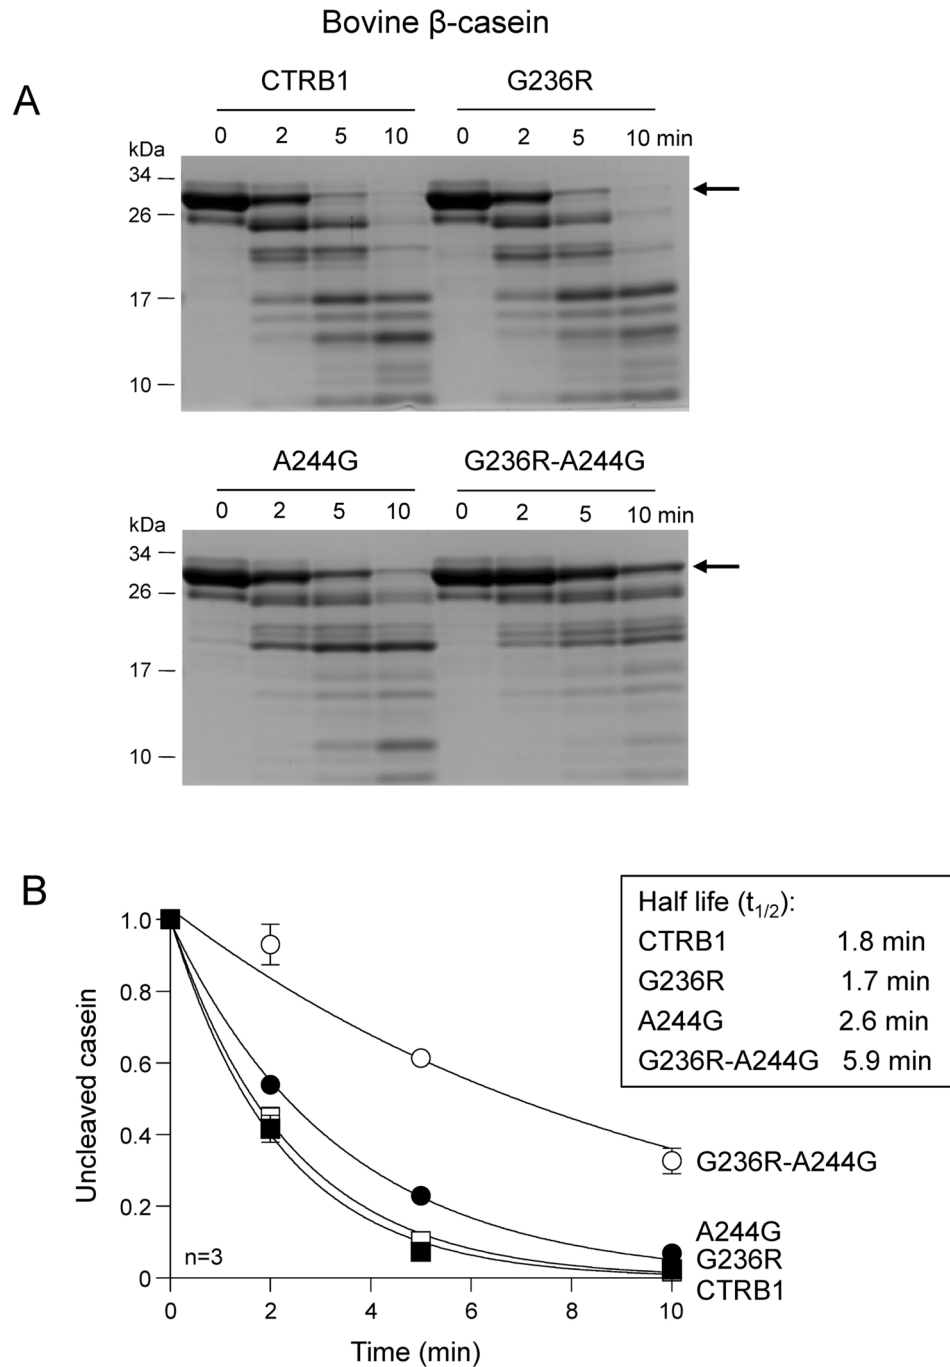 Bovine β-casein
A
CTRB1 G236R
0 2 5 10 0 2 5 10 min
kDa
34
26
17
10
A244G G236R-A244G
0 2 5 10 0 2 5 10 min
kDa
34
26
17
10
B
Half life (t1/2):
CTRB1 1.8 min
G236R 1.7 min
A244G 2.6 min
G236R-A244G 5.9 min
Uncleaved casein
1.0
0.8
0.6
0.4
0.2
0
n=3
G236R-A244G
A244G
G236R
CTRB1
0 2 4 6 8 10
Time (min)